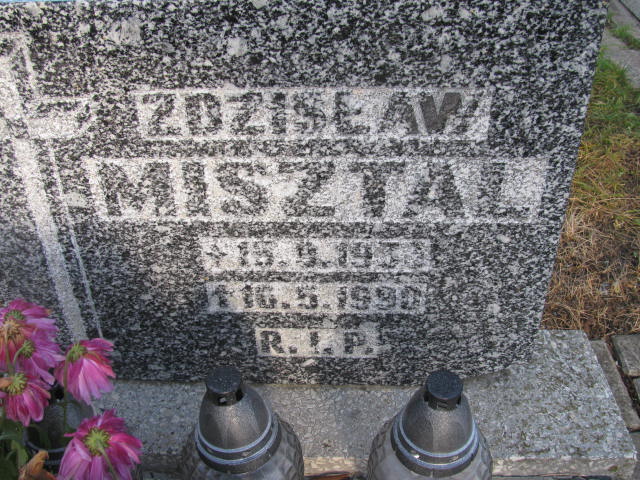 ZDZISŁAW
MISZTAL
16.5.1990
R.I.P.